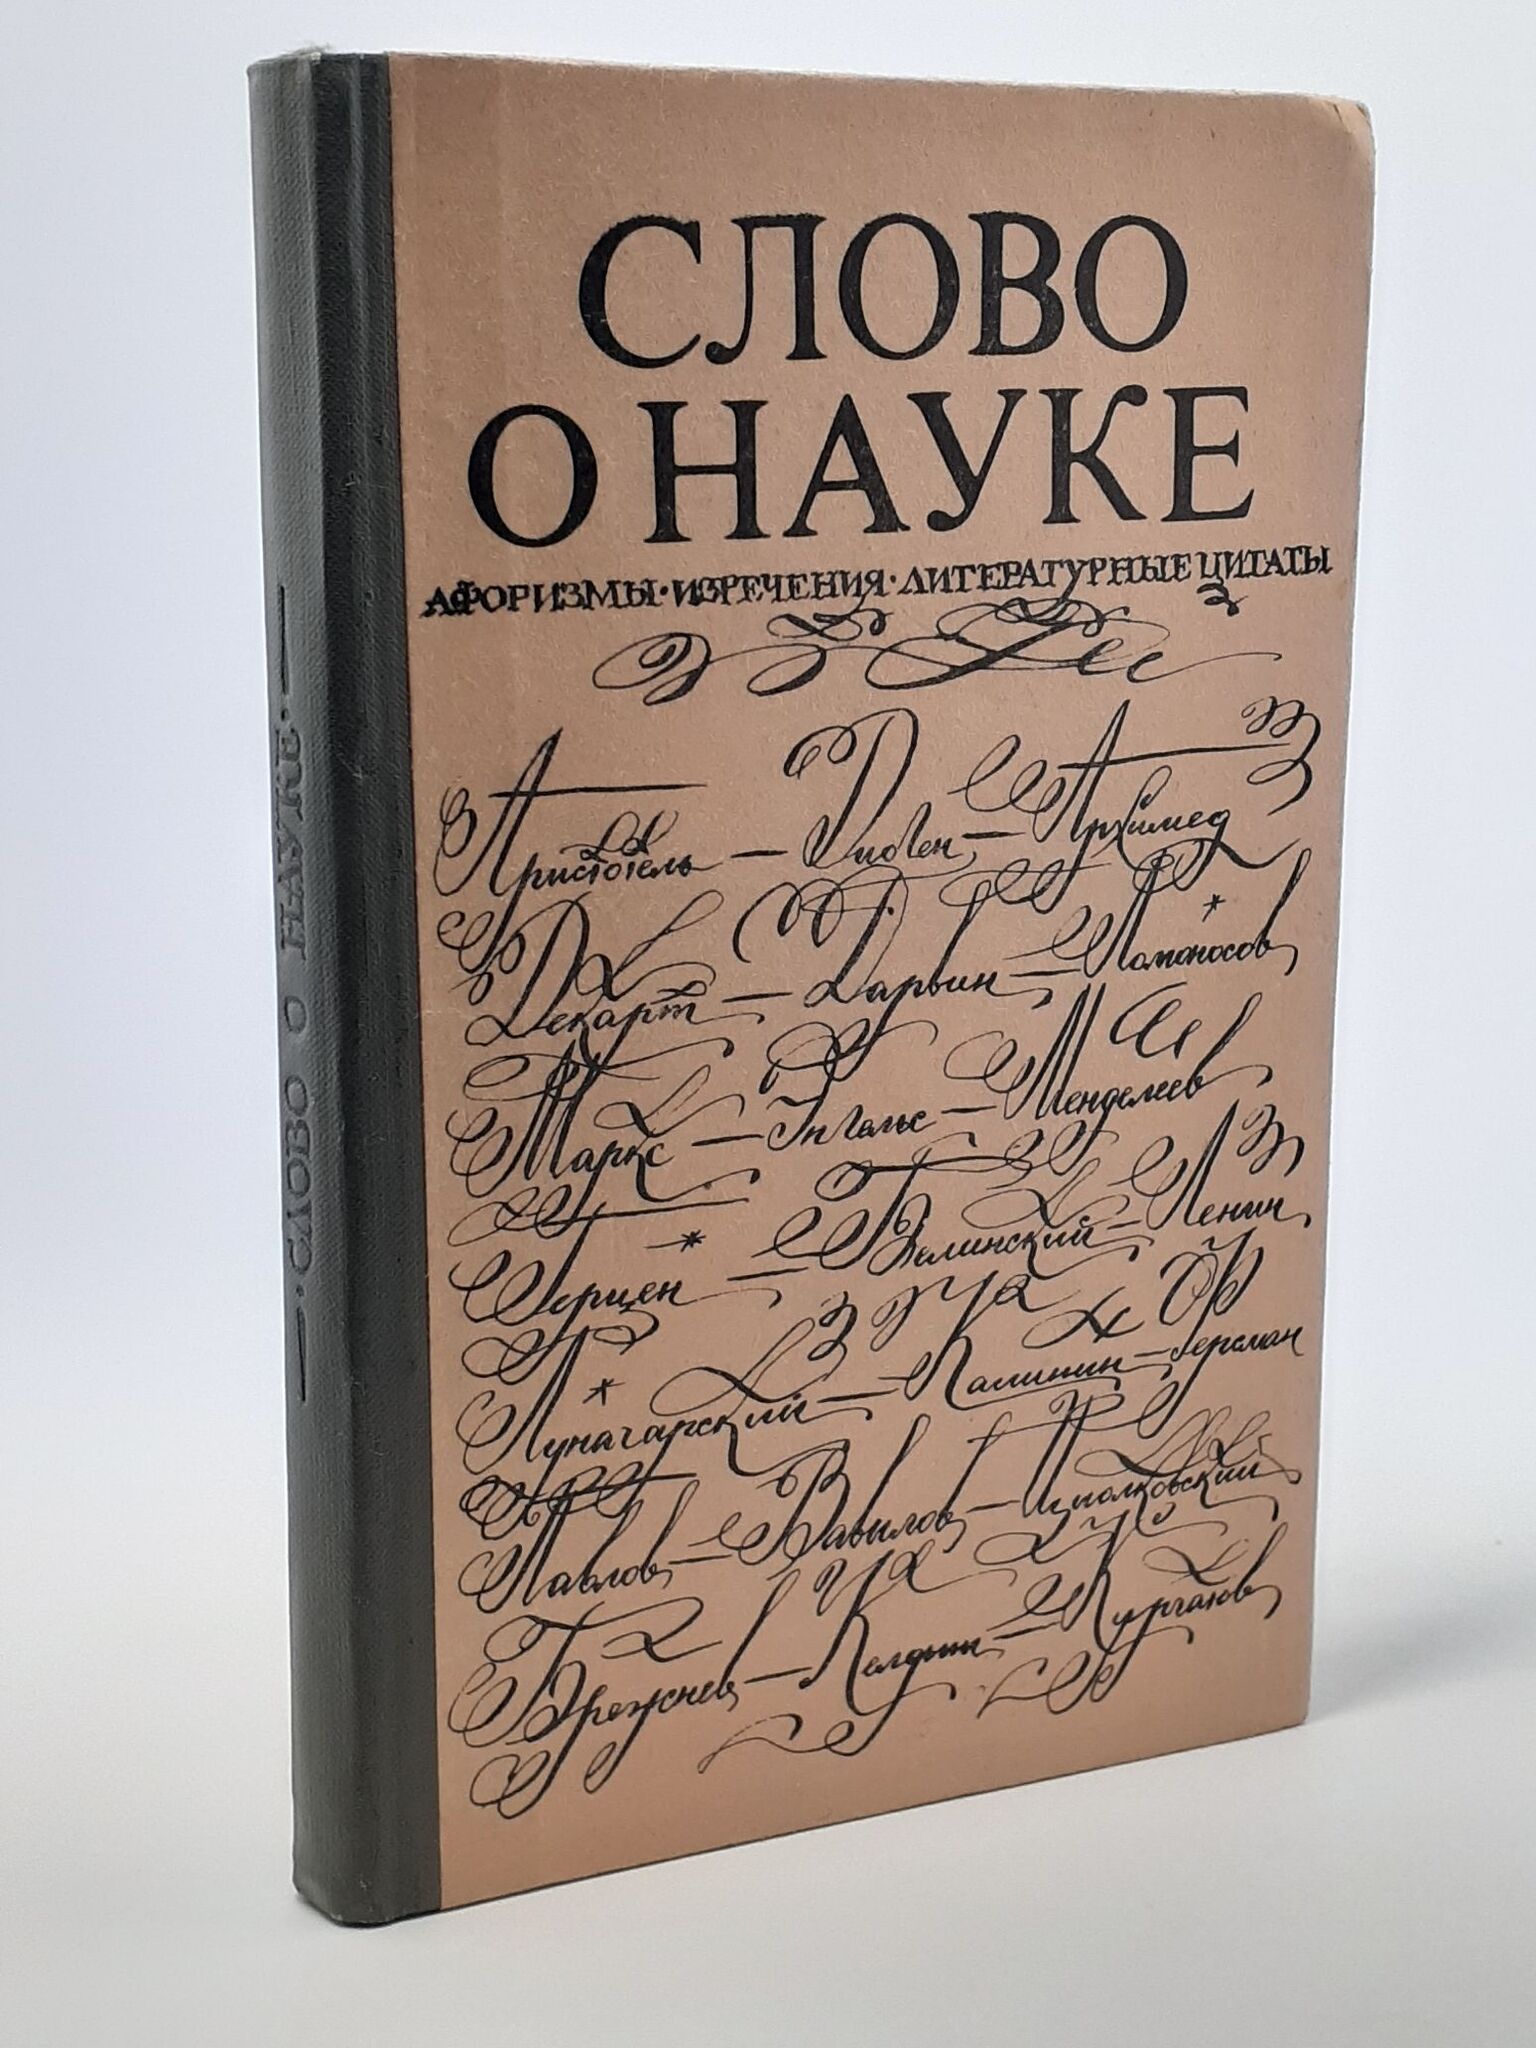 СЛОВО
О НАУКЕ
АФОРИЗМЫ·ИЗРЕЧЕНИЯ·ЛИТЕРАТУРНЫЕ ЦИТАТЫ
Аристотель — Диоген — Архимед
Декарт — Дарвин — Ломоносов
Маркс — Энгельс — Менделеев
Герцен — Белинский — Ленин
Луначарский — Калинин — Ферсман
Павлов — Вавилов — Циолковский
Брежнев — Келдыш — Курчатов
— · СЛОВО О НАУКЕ · —